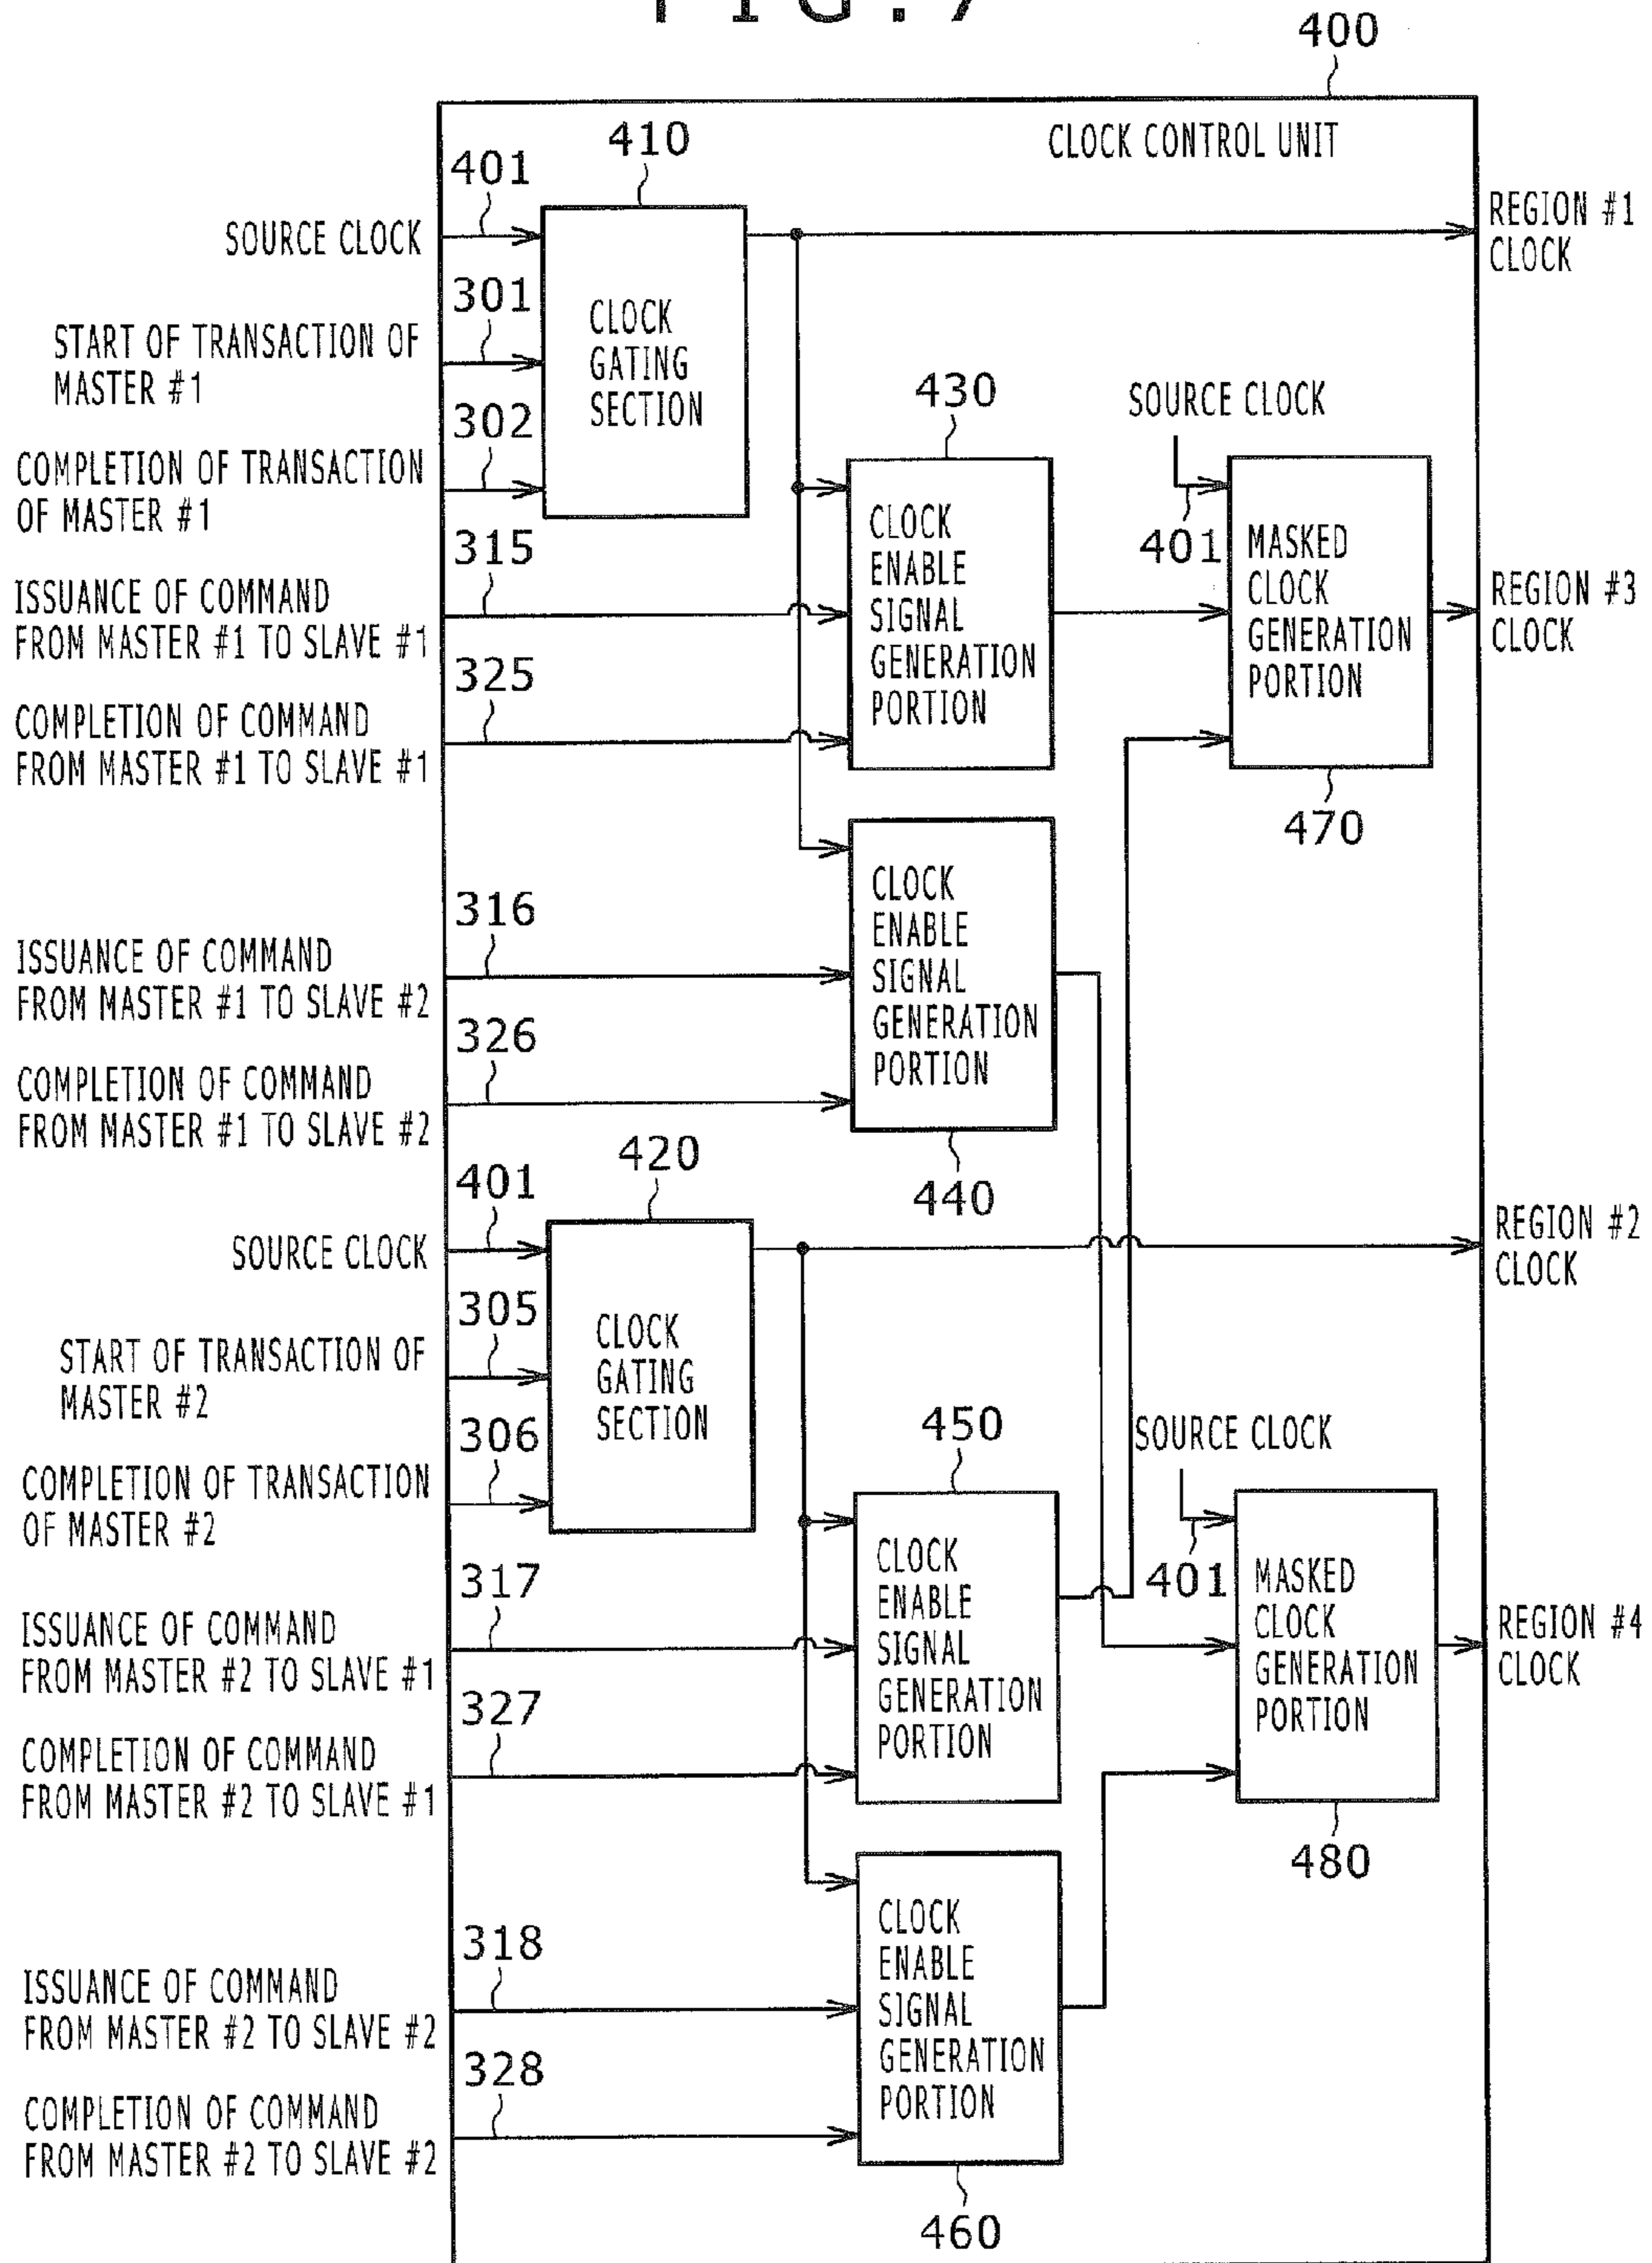 FIG.7
400
CLOCK CONTROL UNIT
410
401
SOURCE CLOCK
301
START OF TRANSACTION OF
MASTER #1
302
COMPLETION OF TRANSACTION
OF MASTER #1
CLOCK
GATING
SECTION
REGION #1
CLOCK
315
ISSUANCE OF COMMAND
FROM MASTER #1 TO SLAVE #1
325
COMPLETION OF COMMAND
FROM MASTER #1 TO SLAVE #1
430
CLOCK
ENABLE
SIGNAL
GENERATION
PORTION
SOURCE CLOCK
401
MASKED
CLOCK
GENERATION
PORTION
470
REGION #3
CLOCK
316
ISSUANCE OF COMMAND
FROM MASTER #1 TO SLAVE #2
326
COMPLETION OF COMMAND
FROM MASTER #1 TO SLAVE #2
CLOCK
ENABLE
SIGNAL
GENERATION
PORTION
440
420
401
SOURCE CLOCK
305
START OF TRANSACTION OF
MASTER #2
306
COMPLETION OF TRANSACTION
OF MASTER #2
CLOCK
GATING
SECTION
REGION #2
CLOCK
317
ISSUANCE OF COMMAND
FROM MASTER #2 TO SLAVE #1
327
COMPLETION OF COMMAND
FROM MASTER #2 TO SLAVE #1
450
CLOCK
ENABLE
SIGNAL
GENERATION
PORTION
SOURCE CLOCK
401
MASKED
CLOCK
GENERATION
PORTION
480
REGION #4
CLOCK
318
ISSUANCE OF COMMAND
FROM MASTER #2 TO SLAVE #2
328
COMPLETION OF COMMAND
FROM MASTER #2 TO SLAVE #2
CLOCK
ENABLE
SIGNAL
GENERATION
PORTION
460